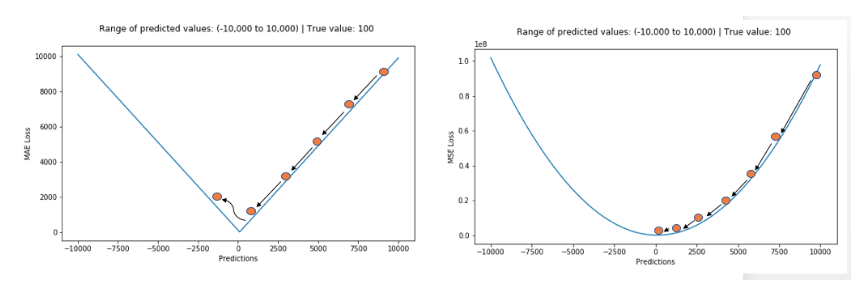 Range of predicted values: (-10,000 to 10,000) | True value: 100
10000
8000
6000
4000
2000
0
MAE Loss
−10000 −7500 −5000 −2500 0 2500 5000 7500 10000
Predictions
Range of predicted values: (-10,000 to 10,000) | True value: 100
1e8
1.0
0.8
0.6
0.4
0.2
0.0
MSE Loss
−10000 −7500 −5000 −2500 0 2500 5000 7500 10000
Predictions